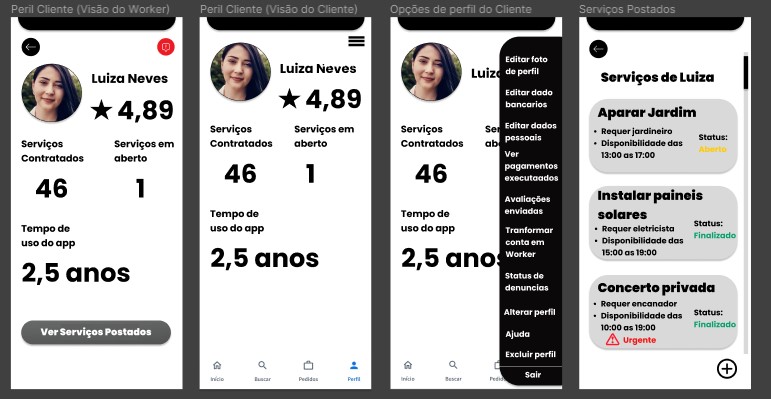 Peril Cliente (Visão do Worker)
Luiza Neves
★ 4,89
Serviços
Contratados
46
Serviços em
aberto
1
Tempo de
uso do app
2,5 anos
Ver Serviços Postados
Peril Cliente (Visão do Cliente)
Luiza Neves
★ 4,89
Serviços
Contratados
46
Serviços em
aberto
1
Tempo de
uso do app
2,5 anos
Início
Buscar
Pedidos
Perfil
Opções de perfil do Cliente
Luiza
Serviços
Contratados
46
Tempo de
uso do app
2,5 anos
Início
Buscar
Editar foto
de perfil
Editar dado
bancarios
Editar dados
pessoais
Ver
pagamentos
executaados
Avaliações
enviadas
Tranformar
conta em
Worker
Status de
denuncias
Alterar perfil
Ajuda
Excluir perfil
Sair
Serviços Postados
Serviços de Luiza
Aparar Jardim
• Requer jardineiro
• Disponibilidade das
13:00 as 17:00
Status:
Aberto
Instalar paineis
solares
• Requer eletricista
• Disponibilidade das
15:00 as 19:00
Status:
Finalizado
Concerto privada
• Requer encanador
• Disponibilidade das
10:00 as 19:00
Urgente
Status:
Finalizado